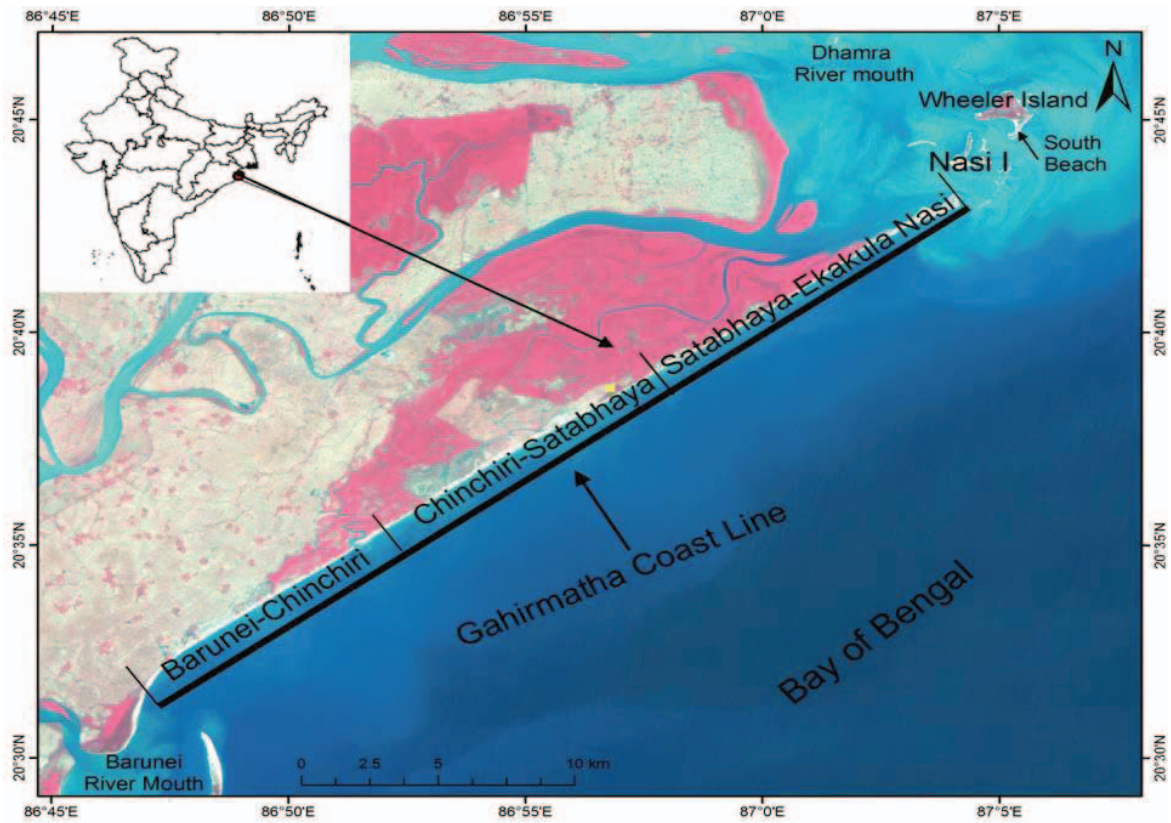 86°45'E 86°50'E 86°55'E 87°0'E 87°5'E
Dhamra
River mouth
N
Wheeler Island
South
Beach
Nasi I
20°45'N 20°45'N
20°40'N 20°40'N
20°35'N 20°35'N
20°30'N 20°30'N
Satabhaya-Ekakula Nasi
Chinchiri-Satabhaya
Barunei-Chinchiri
Gahirmatha Coast Line
Bay of Bengal
Barunei
River Mouth
0 2.5 5 10 km
86°45'E 86°50'E 86°55'E 87°0'E 87°5'E